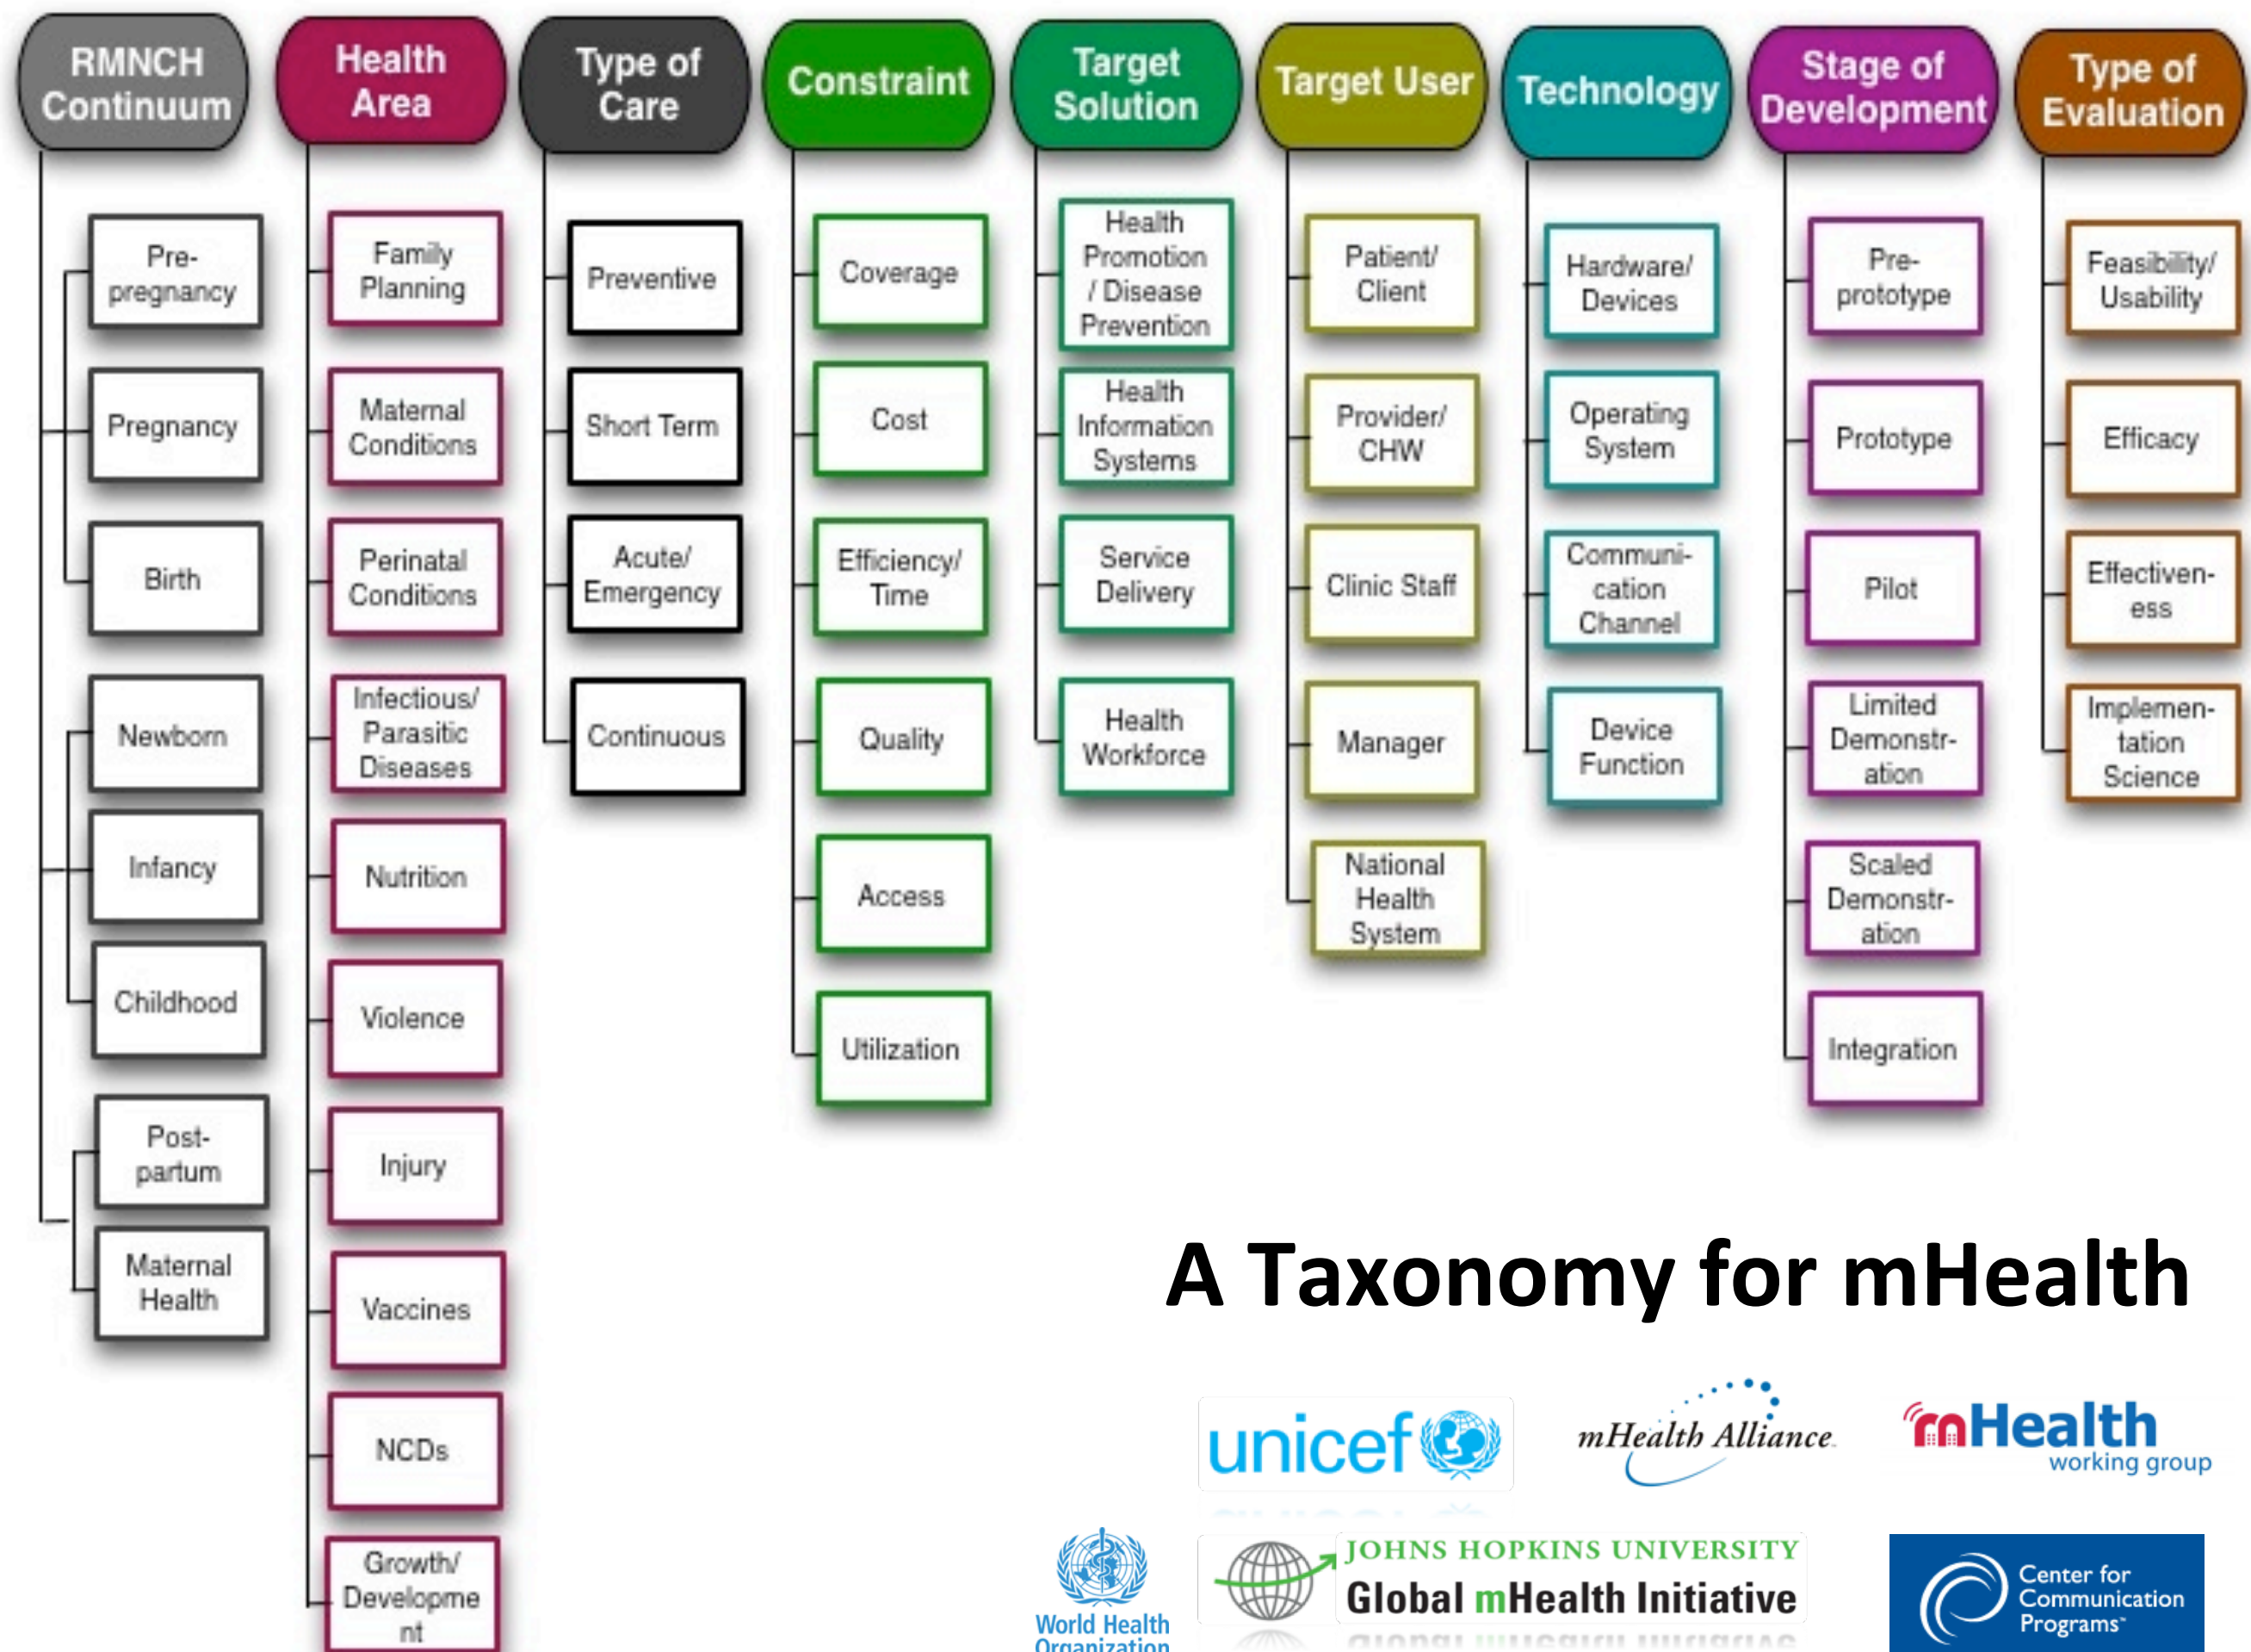 RMNCH
Continuum
Pre-
pregnancy
Pregnancy
Birth
Newborn
Infancy
Childhood
Post-
partum
Maternal
Health
Health
Area
Family
Planning
Maternal
Conditions
Perinatal
Conditions
Infectious/
Parasitic
Diseases
Nutrition
Violence
Injury
Vaccines
NCDs
Growth/
Developme
nt
Type of
Care
Preventive
Short Term
Acute/
Emergency
Continuous
Constraint
Coverage
Cost
Efficiency/
Time
Quality
Access
Utilization
Target
Solution
Health
Promotion
/ Disease
Prevention
Health
Information
Systems
Service
Delivery
Health
Workforce
Target User
Patient/
Client
Provider/
CHW
Clinic Staff
Manager
National
Health
System
Technology
Hardware/
Devices
Operating
System
Communi-
cation
Channel
Device
Function
Stage of
Development
Pre-
prototype
Prototype
Pilot
Limited
Demonstr-
ation
Scaled
Demonstr-
ation
Integration
Type of
Evaluation
Feasibility/
Usability
Efficacy
Effectiven-
ess
Implemen-
tation
Science
A Taxonomy for mHealth
unicef
mHealth Alliance
mHealth
working group
World Health
Organization
JOHNS HOPKINS UNIVERSITY
Global mHealth Initiative
Center for
Communication
Programs